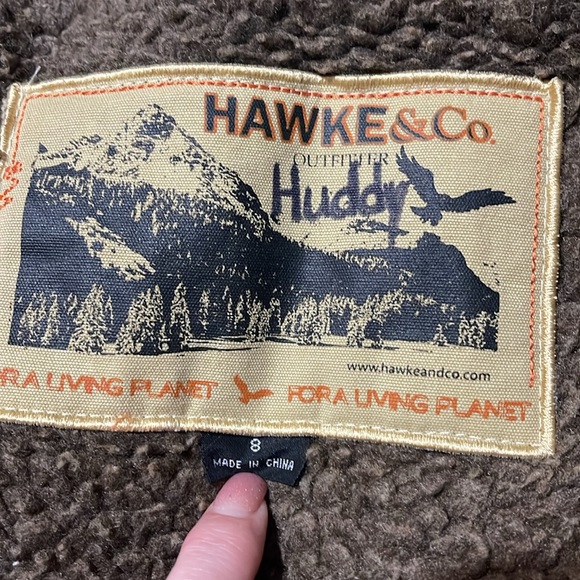 HAWKE&Co.
OUTFITTER
Huddy
www.hawkeandco.com
FOR A LIVING PLANET FOR A LIVING PLANET
8
MADE IN CHINA